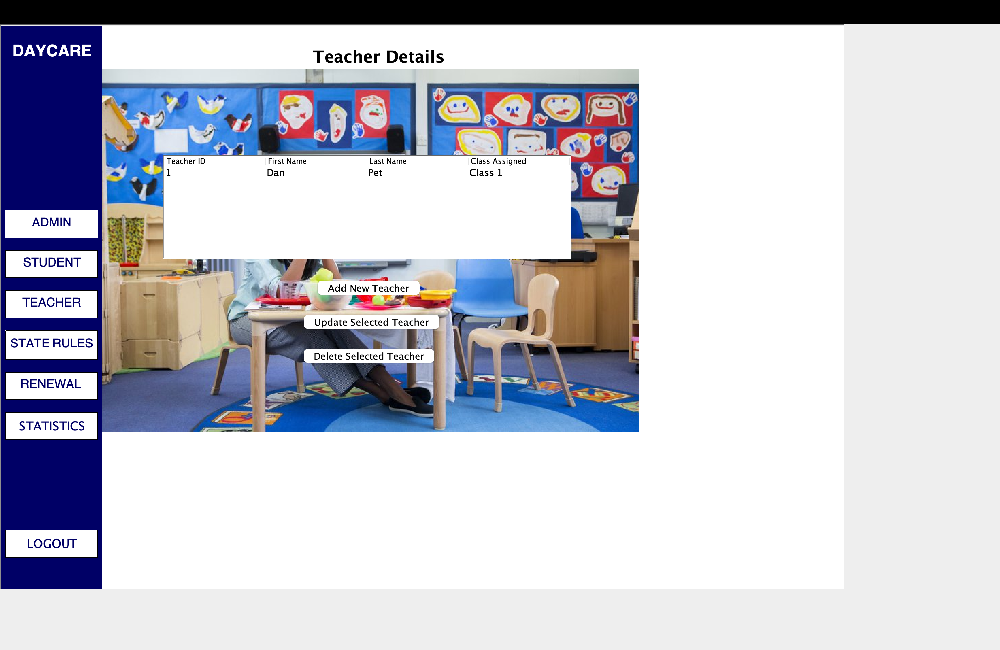 DAYCARE
Teacher Details
Teacher ID First Name Last Name Class Assigned
1 Dan Pet Class 1
ADMIN
STUDENT
TEACHER
STATE RULES
RENEWAL
STATISTICS
LOGOUT
Add New Teacher
Update Selected Teacher
Delete Selected Teacher